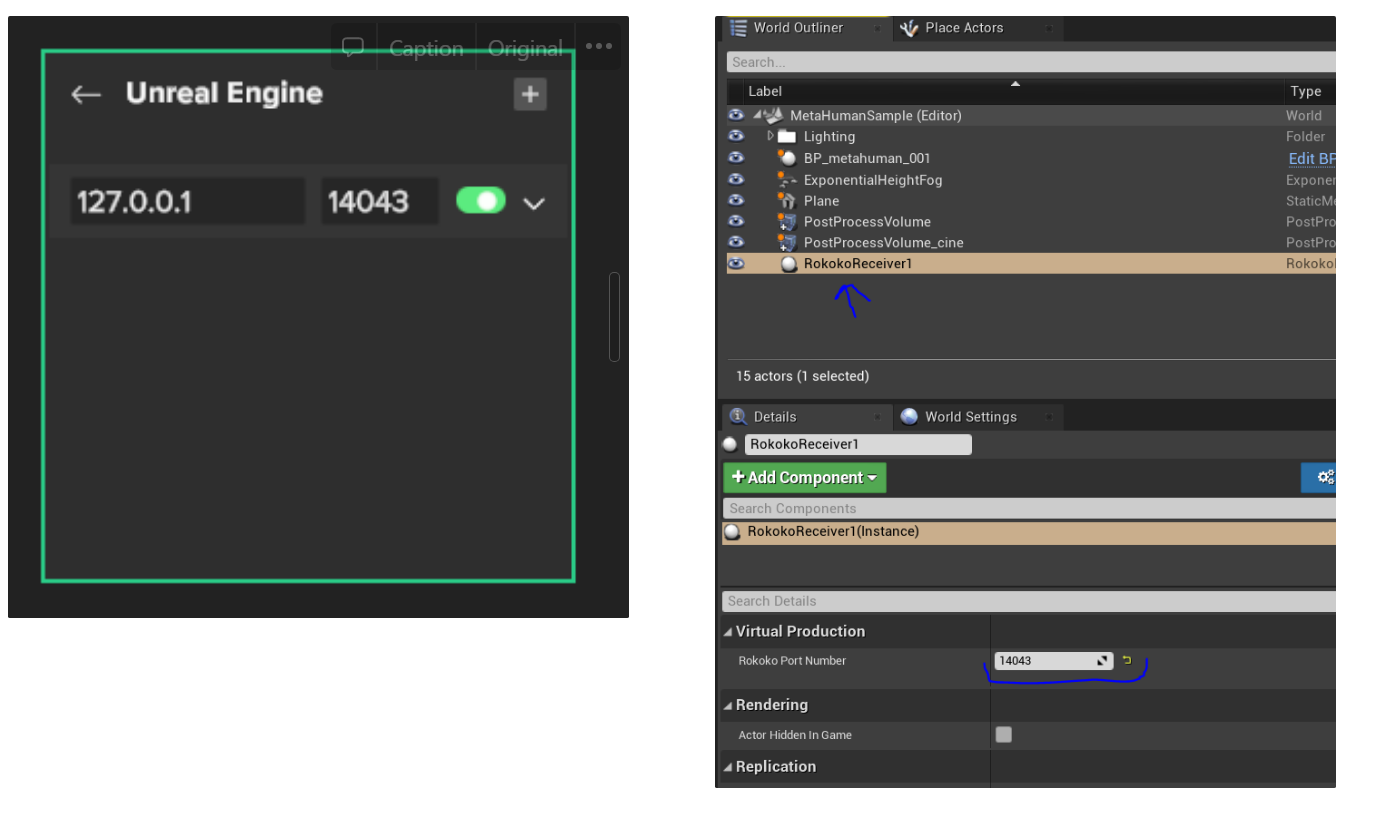 Caption Original
Unreal Engine
127.0.0.1 14043
World Outliner Place Actors
Search...
Label Type
MetaHumanSample (Editor) World
Lighting Folder
BP_metahuman_001 Edit BP
ExponentialHeightFog Exponen
Plane StaticMe
PostProcessVolume PostPro
PostProcessVolume_cine PostPro
RokokoReceiver1 Rokokol
15 actors (1 selected)
Details World Settings
RokokoReceiver1
+ Add Component
Search Components
RokokoReceiver1(Instance)
Search Details
Virtual Production
Rokoko Port Number 14043
Rendering
Actor Hidden In Game
Replication